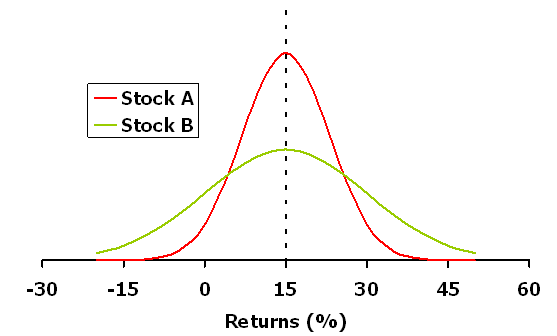 Stock A
Stock B
-30 -15 0 15 30 45 60
Returns (%)